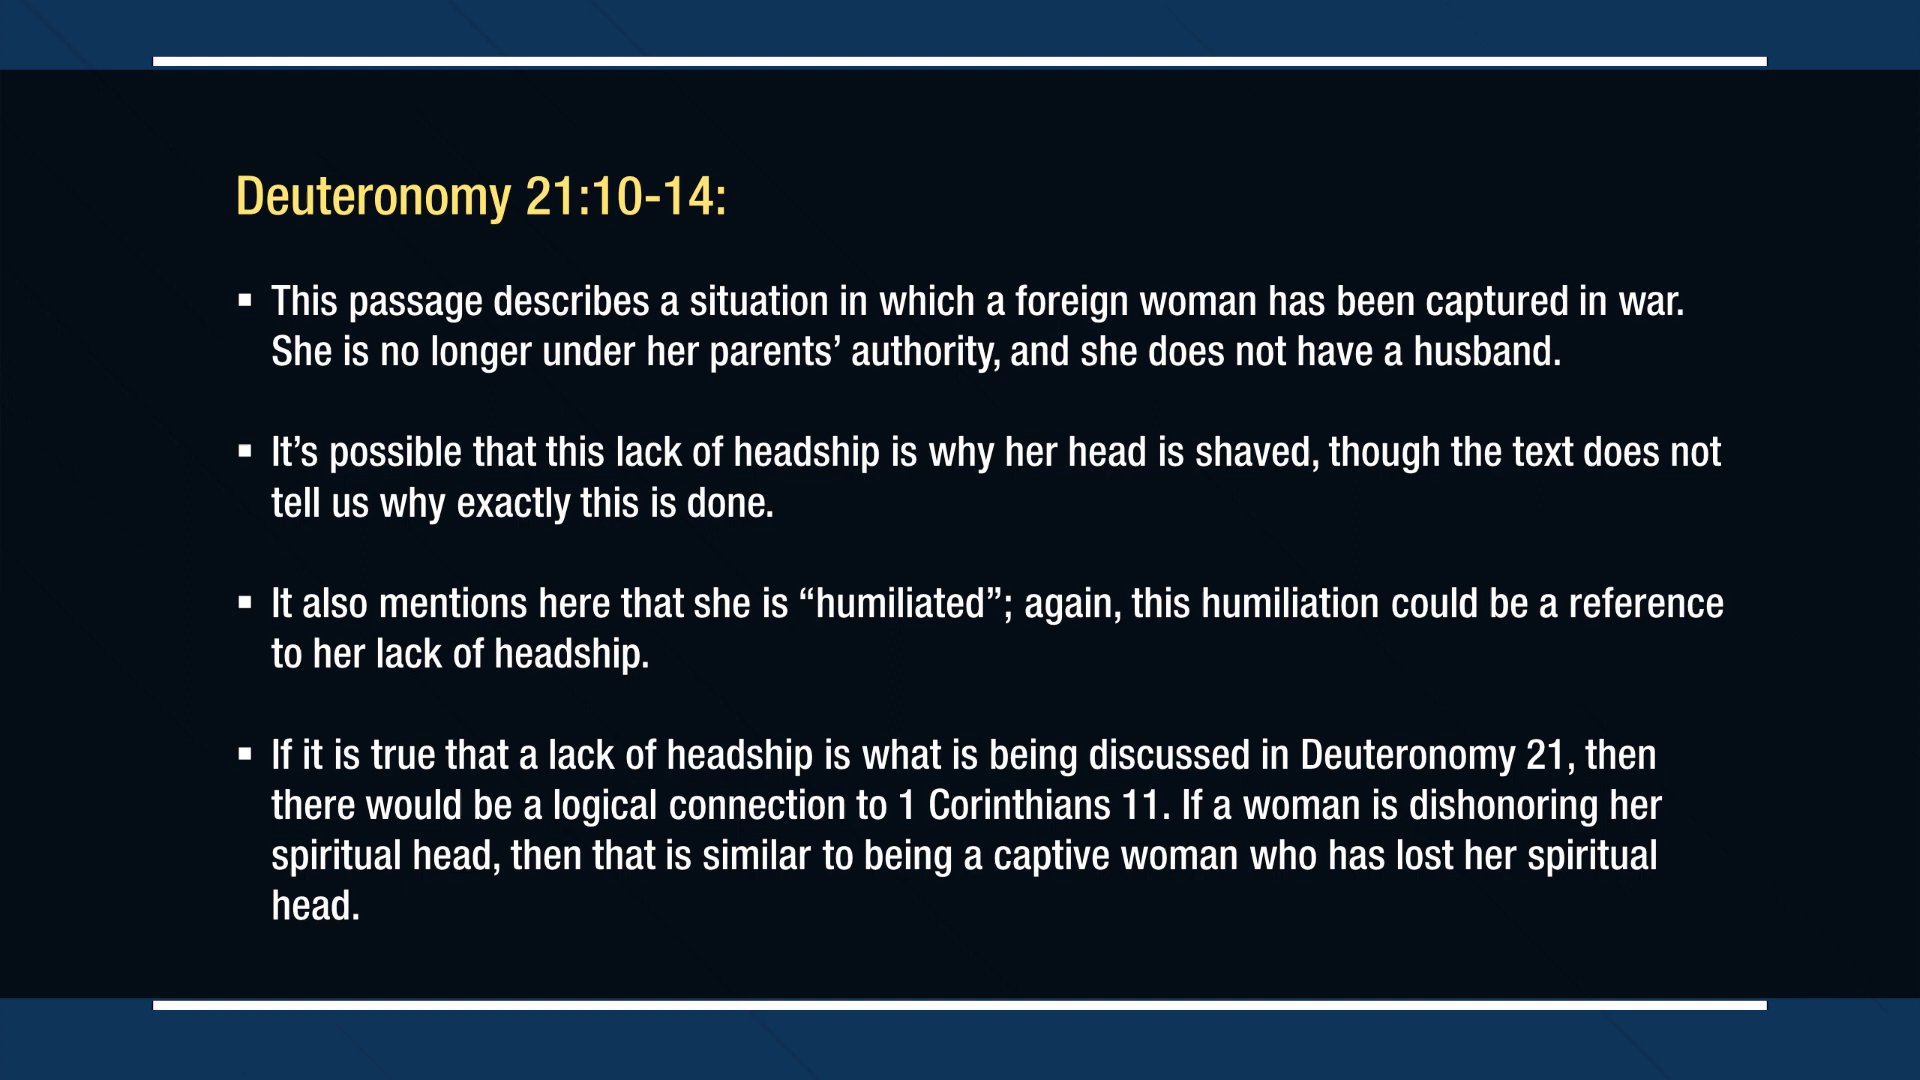 Deuteronomy 21:10-14:
▪ This passage describes a situation in which a foreign woman has been captured in war.
She is no longer under her parents’ authority, and she does not have a husband.
▪ It’s possible that this lack of headship is why her head is shaved, though the text does not
tell us why exactly this is done.
▪ It also mentions here that she is “humiliated”; again, this humiliation could be a reference
to her lack of headship.
▪ If it is true that a lack of headship is what is being discussed in Deuteronomy 21, then
there would be a logical connection to 1 Corinthians 11. If a woman is dishonoring her
spiritual head, then that is similar to being a captive woman who has lost her spiritual
head.